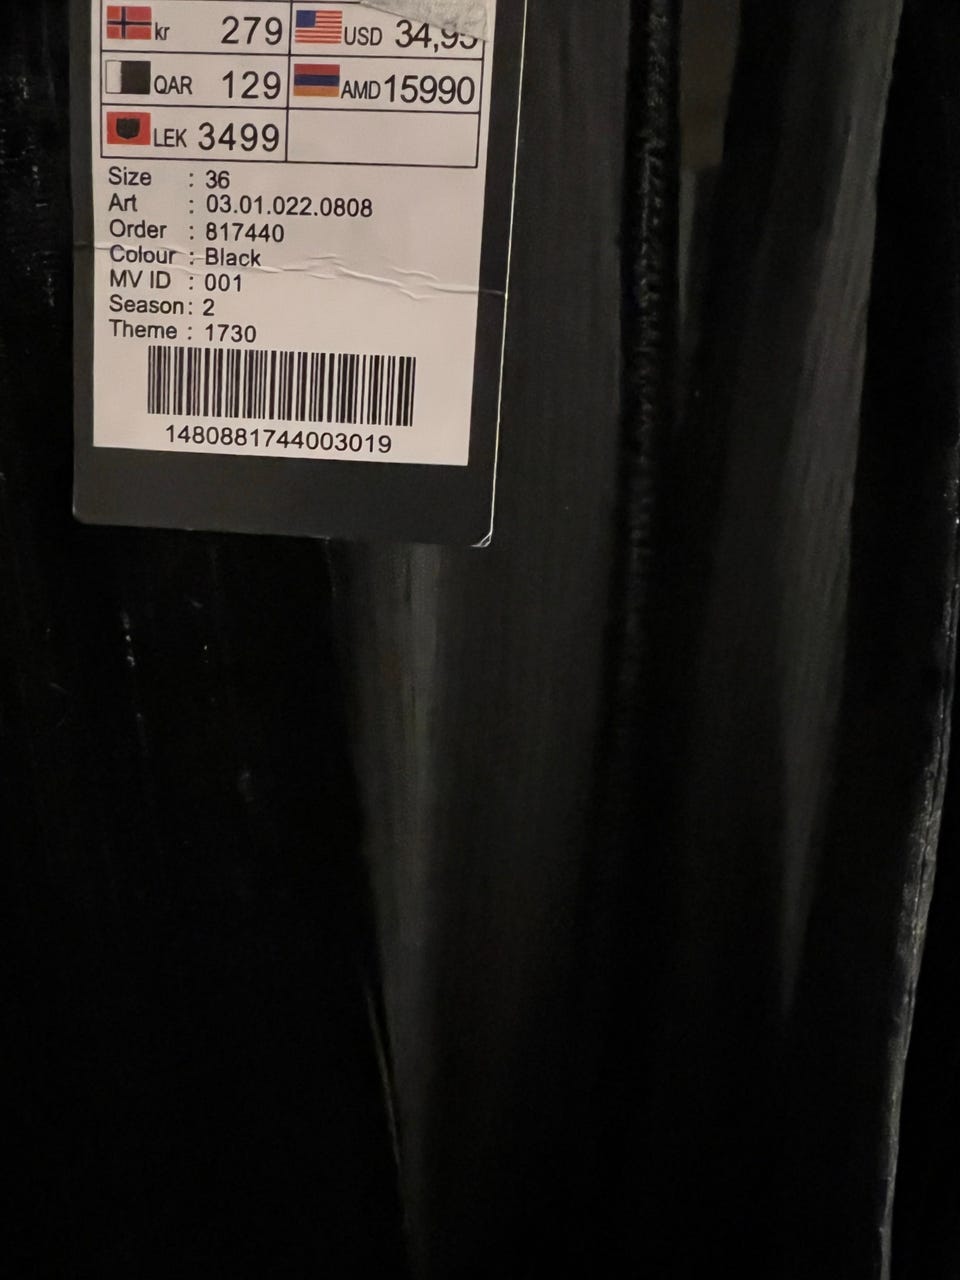 kr 279 USD 34,95
QAR 129 AMD 15990
LEK 3499
Size : 36
Art : 03.01.022.0808
Order : 817440
Colour : Black
MV ID : 001
Season : 2
Theme : 1730
1480881744003019